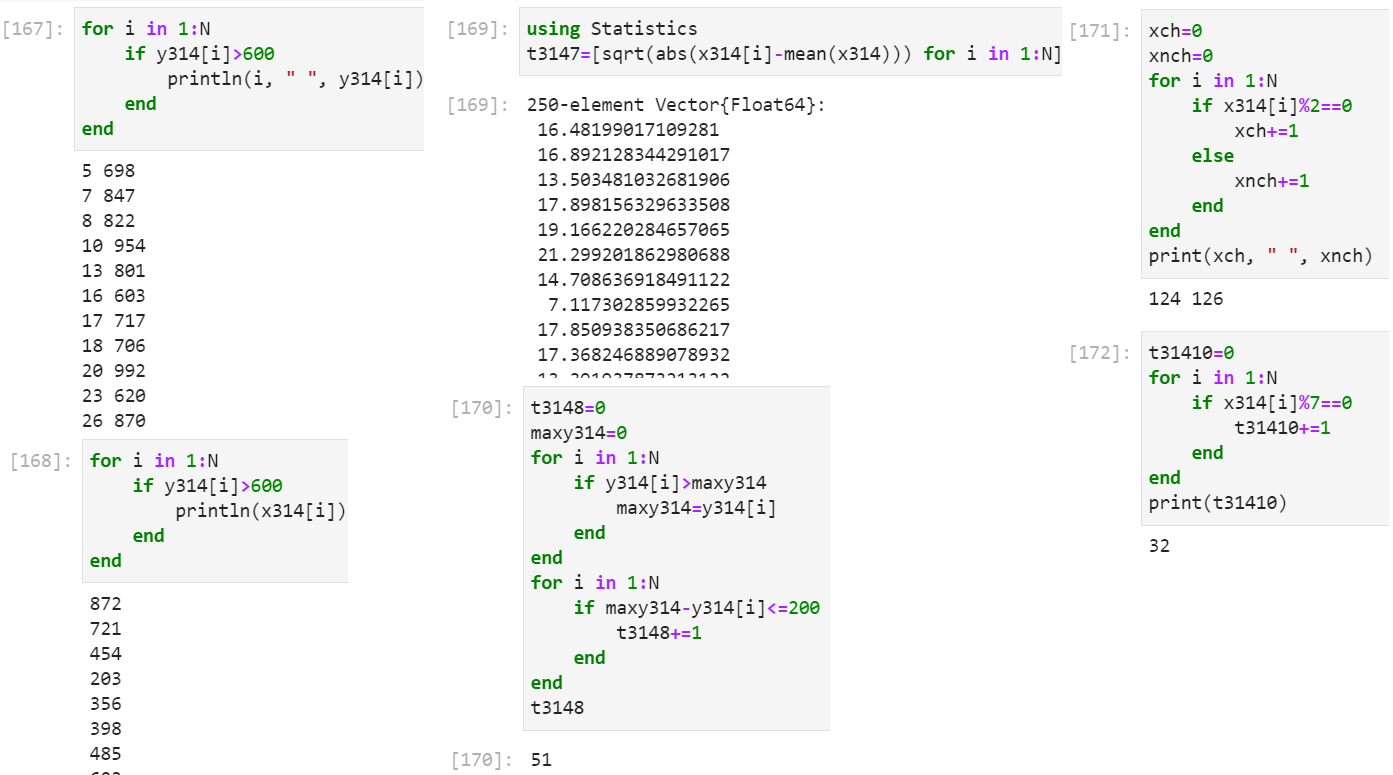 [167]: for i in 1:N
    if y314[i]>600
        println(i, " ", y314[i])
    end
end
5 698
7 847
8 822
10 954
13 801
16 603
17 717
18 706
20 992
23 620
26 870
[168]: for i in 1:N
    if y314[i]>600
        println(x314[i])
    end
end
872
721
454
203
356
398
485
[169]: using Statistics
t3147=[sqrt(abs(x314[i]-mean(x314))) for i in 1:N]
[169]: 250-element Vector{Float64}:
16.48199017109281
16.892128344291017
13.503481032681906
17.898156329633508
19.166220284657065
21.299201862980688
14.708636918491122
7.117302859932265
17.850938350686217
17.368246889078932
[170]: t3148=0
maxy314=0
for i in 1:N
    if y314[i]>maxy314
        maxy314=y314[i]
    end
end
for i in 1:N
    if maxy314-y314[i]<=200
        t3148+=1
    end
end
t3148
[170]: 51
[171]: xch=0
xnch=0
for i in 1:N
    if x314[i]%2==0
        xch+=1
    else
        xnch+=1
    end
end
print(xch, " ", xnch)
124 126
[172]: t31410=0
for i in 1:N
    if x314[i]%7==0
        t31410+=1
    end
end
print(t31410)
32